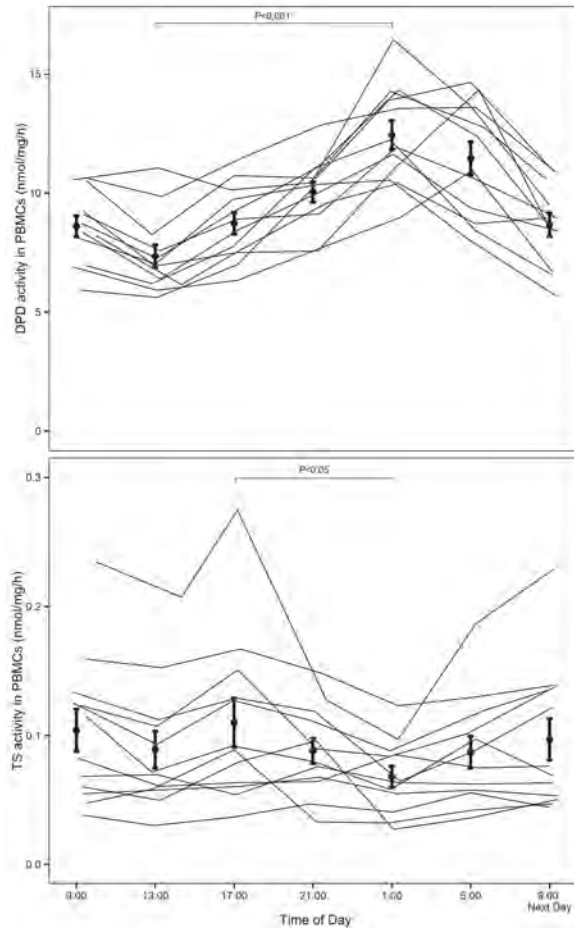 P<0.001
15
10
5
0
DPD activity in PBMCs (nmol/mg/h)
P<0.05
0.3
0.2
0.1
0.0
TS activity in PBMCs (nmol/mg/h)
9:00 13:00 17:00 21:00 1:00 5:00 9:00
Next Day
Time of Day